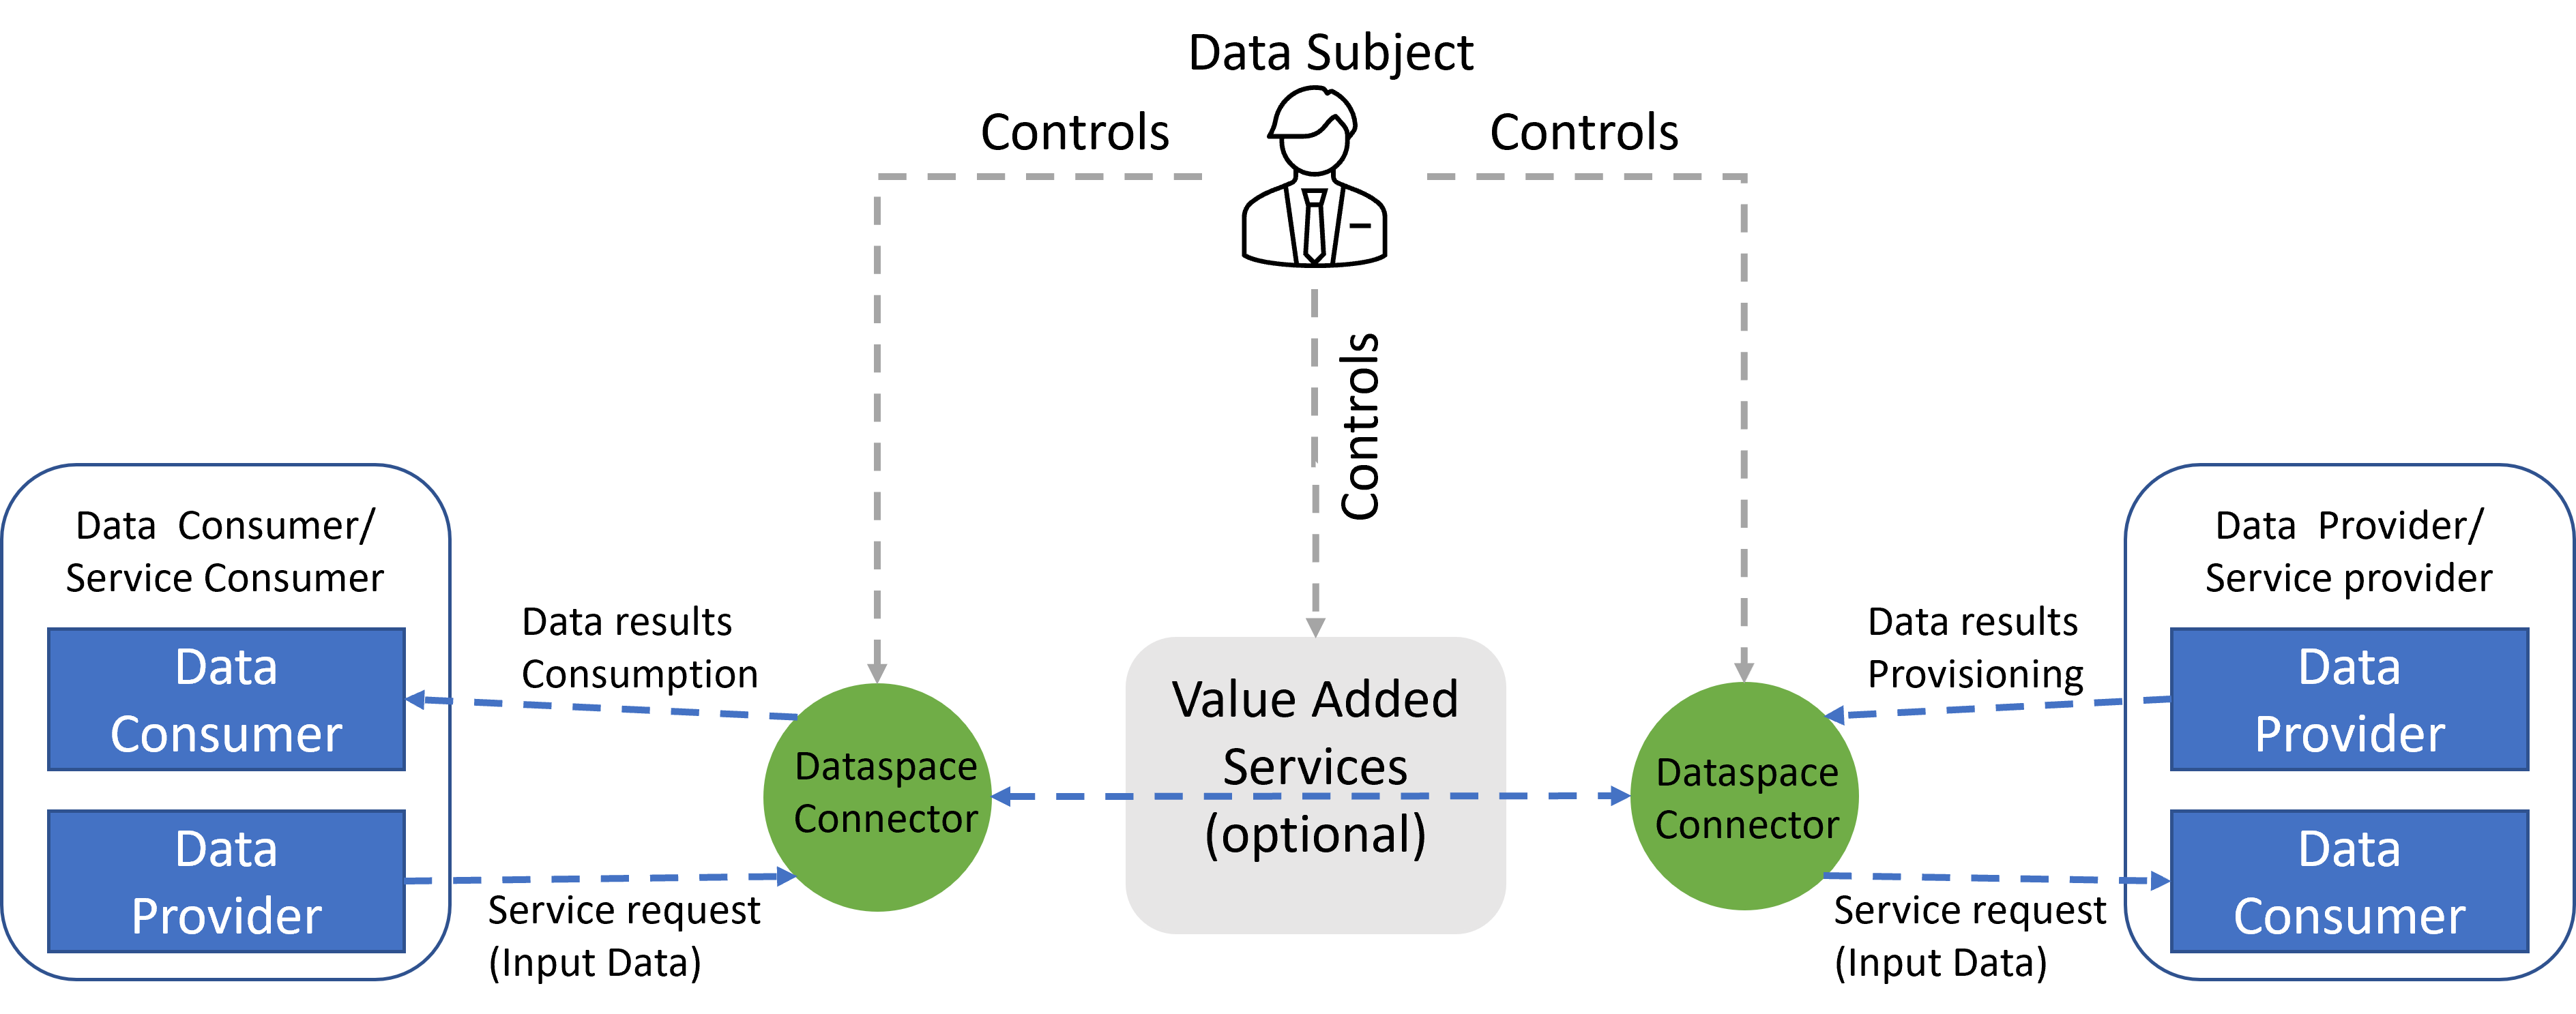 Data Subject
Controls
Controls
Controls
Data Consumer/
Service Consumer
Data
Consumer
Data
Provider
Data results
Consumption
Service request
(Input Data)
Dataspace
Connector
Value Added
Services
(optional)
Dataspace
Connector
Data results
Provisioning
Service request
(Input Data)
Data Provider/
Service provider
Data
Provider
Data
Consumer